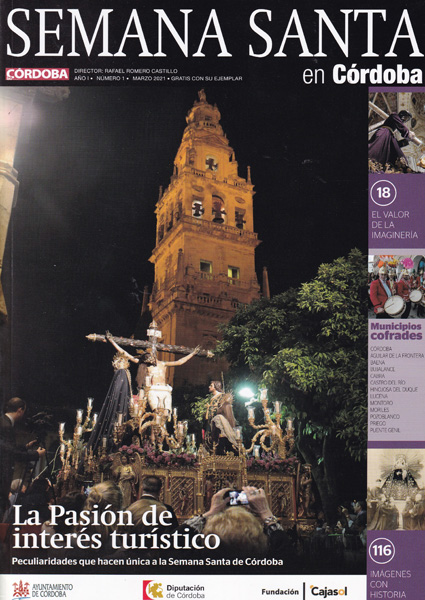 SEMANA SANTA
en Córdoba
CÓRDOBA
DIRECTOR: RAFAEL ROMERO CASTILLO
AÑO I • NÚMERO 1 • MARZO 2021 • GRATIS CON SU EJEMPLAR
18
EL VALOR
DE LA
IMAGINERÍA
Municipios
cofrades
CÓRDOBA
AGUILAR DE LA FRONTERA
BAENA
BUJALANCE
CABRA
CASTRO DEL RÍO
HINOJOSA DEL DUQUE
LUCENA
MONTORO
MORILES
POZOBLANCO
PRIEGO
PUENTE GENIL
116
IMÁGENES
CON
HISTORIA
La Pasión de
interés turístico
Peculiaridades que hacen única a la Semana Santa de Córdoba
AYUNTAMIENTO
DE CÓRDOBA
Diputación
de Córdoba
Fundación Cajasol